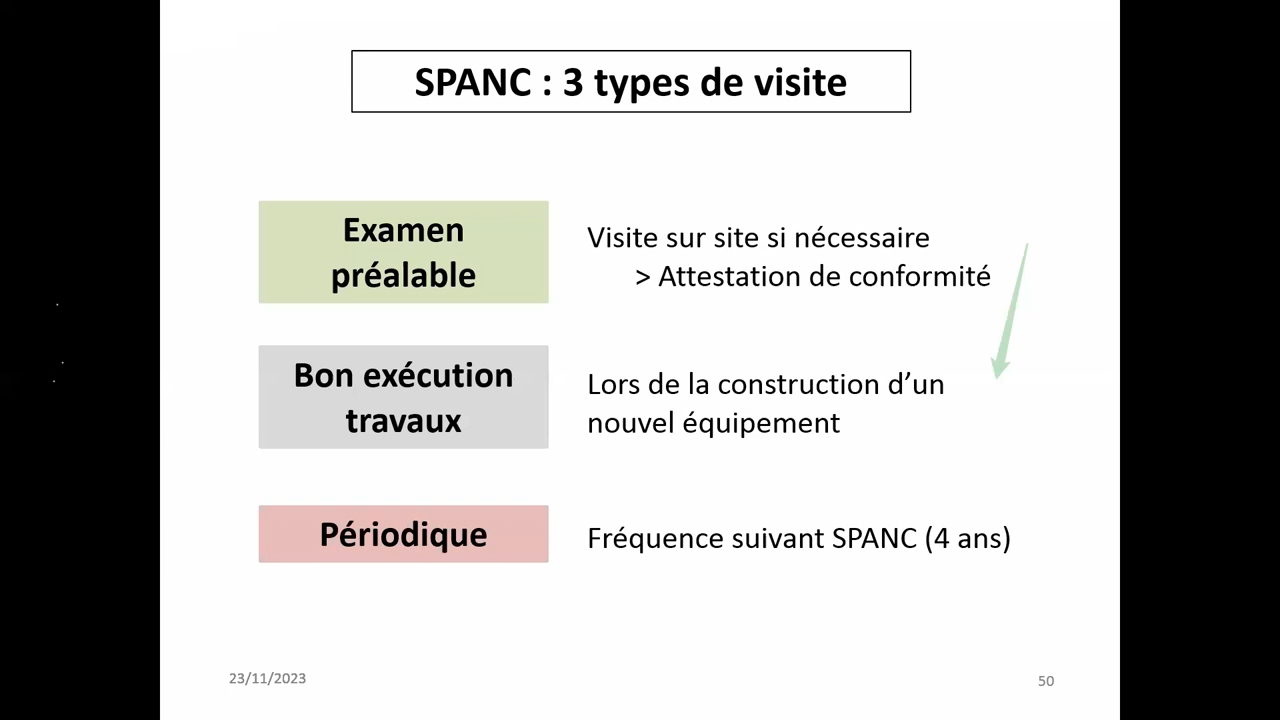 SPANC : 3 types de visite
Examen
préalable
Visite sur site si nécessaire
> Attestation de conformité
Bon exécution
travaux
Lors de la construction d’un
nouvel équipement
Périodique
Fréquence suivant SPANC (4 ans)
23/11/2023
50